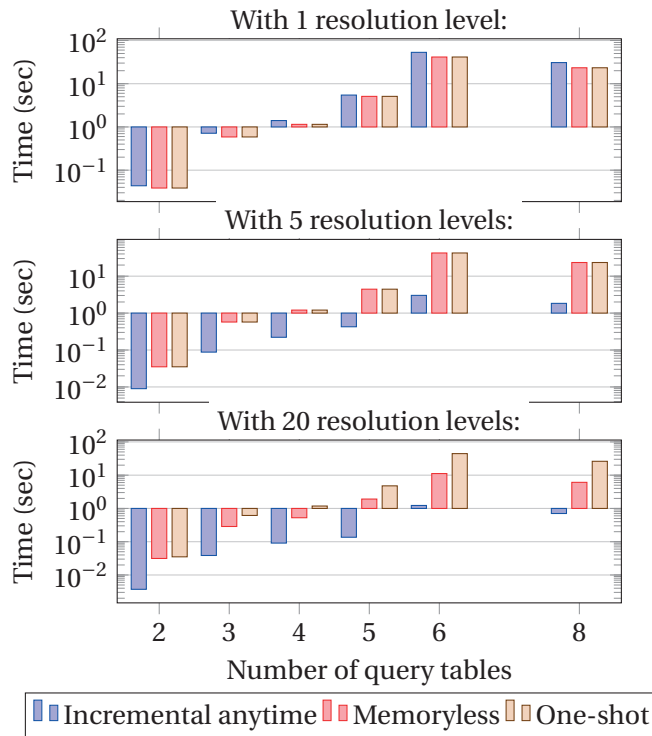 With 1 resolution level:
10^2
10^1
10^0
10^-1
Time (sec)
With 5 resolution levels:
10^1
10^0
10^-1
10^-2
Time (sec)
With 20 resolution levels:
10^2
10^1
10^0
10^-1
10^-2
Time (sec)
2 3 4 5 6 8
Number of query tables
Incremental anytime Memoryless One-shot